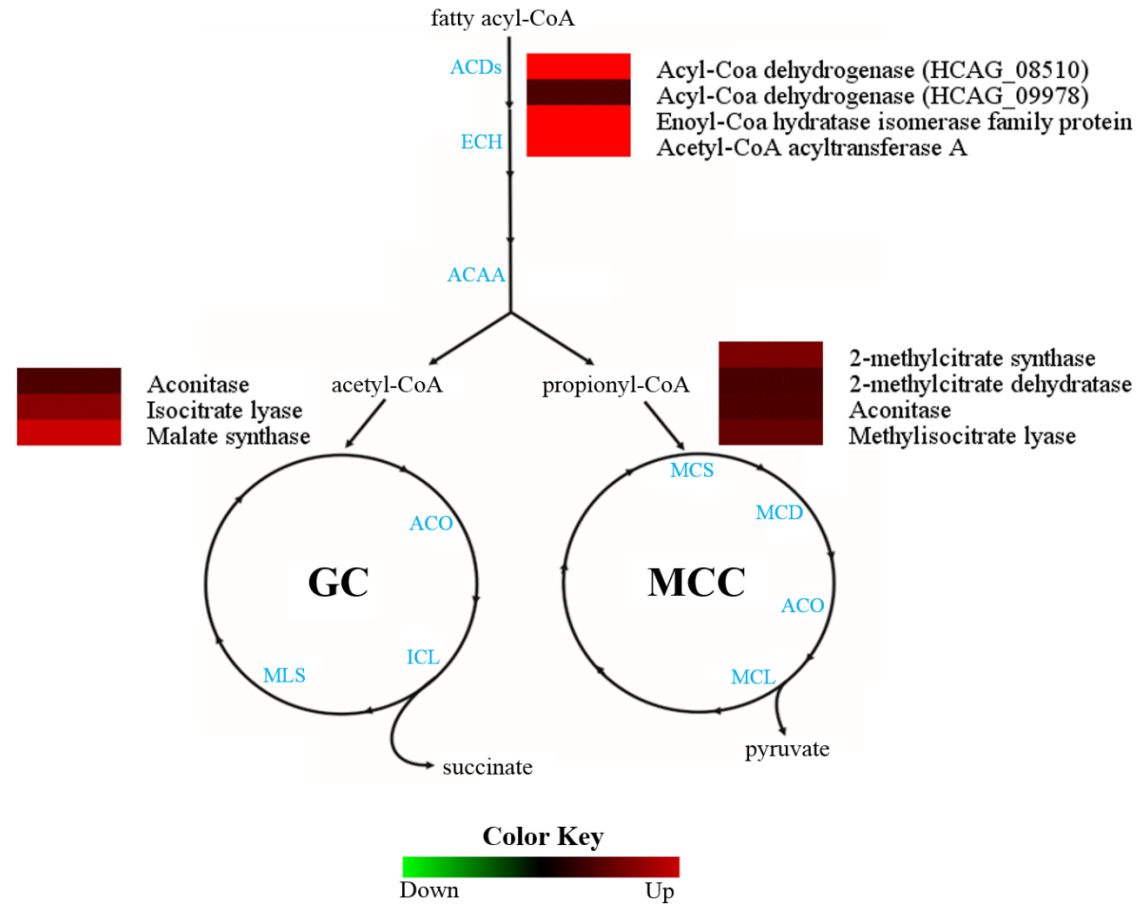 fatty acyl-CoA
ACDs
Acyl-Coa dehydrogenase (HCAG_08510)
Acyl-Coa dehydrogenase (HCAG_09978)
ECH
Enoyl-Coa hydratase isomerase family protein
Acetyl-CoA acyltransferase A
ACAA
Aconitase
Isocitrate lyase
Malate synthase
acetyl-CoA
propionyl-CoA
2-methylcitrate synthase
2-methylcitrate dehydratase
Aconitase
Methylisocitrate lyase
ACO
GC
ICL
MLS
succinate
MCS
MCD
MCC
ACO
MCL
pyruvate
Color Key
Down Up